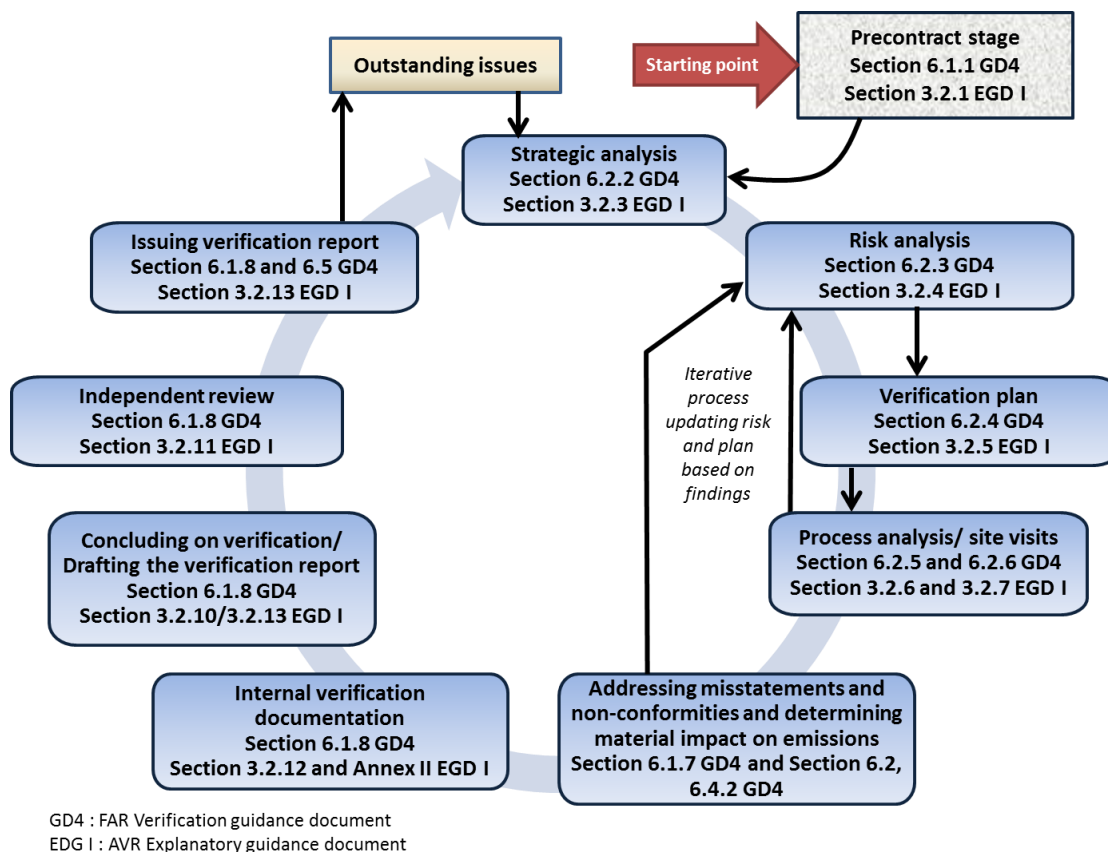 Outstanding issues
Starting point
Precontract stage
Section 6.1.1 GD4
Section 3.2.1 EGD I
Strategic analysis
Section 6.2.2 GD4
Section 3.2.3 EGD I
Risk analysis
Section 6.2.3 GD4
Section 3.2.4 EGD I
Iterative
process
updating risk
and plan
based on
findings
Verification plan
Section 6.2.4 GD4
Section 3.2.5 EGD I
Process analysis/ site visits
Section 6.2.5 and 6.2.6 GD4
Section 3.2.6 and 3.2.7 EGD I
Addressing misstatements and
non-conformities and determining
material impact on emissions
Section 6.1.7 GD4 and Section 6.2,
6.4.2 GD4
Internal verification
documentation
Section 6.1.8 GD4
Section 3.2.12 and Annex II EGD I
Concluding on verification/
Drafting the verification report
Section 6.1.8 GD4
Section 3.2.10/3.2.13 EGD I
Independent review
Section 6.1.8 GD4
Section 3.2.11 EGD I
Issuing verification report
Section 6.1.8 and 6.5 GD4
Section 3.2.13 EGD I
GD4 : FAR Verification guidance document
EDG I : AVR Explanatory guidance document